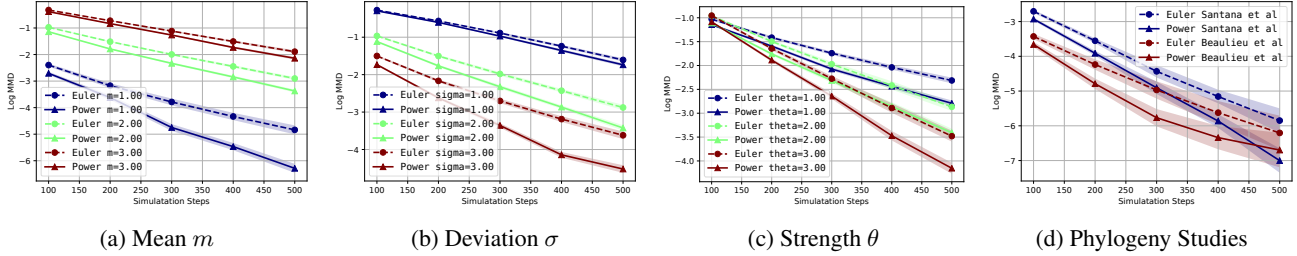 Log MMD
−1
−2
−3
−4
−5
−6
Euler m=1.00
Power m=1.00
Euler m=2.00
Power m=2.00
Euler m=3.00
Power m=3.00
100 150 200 250 300 350 400 450 500
Simulatation Steps
(a) Mean m
Log MMD
−1
−2
−3
−4
Euler sigma=1.00
Power sigma=1.00
Euler sigma=2.00
Power sigma=2.00
Euler sigma=3.00
Power sigma=3.00
100 150 200 250 300 350 400 450 500
Simulatation Steps
(b) Deviation σ
Log MMD
−1.0
−1.5
−2.0
−2.5
−3.0
−3.5
−4.0
Euler theta=1.00
Power theta=1.00
Euler theta=2.00
Power theta=2.00
Euler theta=3.00
Power theta=3.00
100 150 200 250 300 350 400 450 500
Simulatation Steps
(c) Strength θ
Log MMD
−3
−4
−5
−6
−7
Euler Santana et al
Power Santana et al
Euler Beaulieu et al
Power Beaulieu et al
100 150 200 250 300 350 400 450 500
Simulatation Steps
(d) Phylogeny Studies